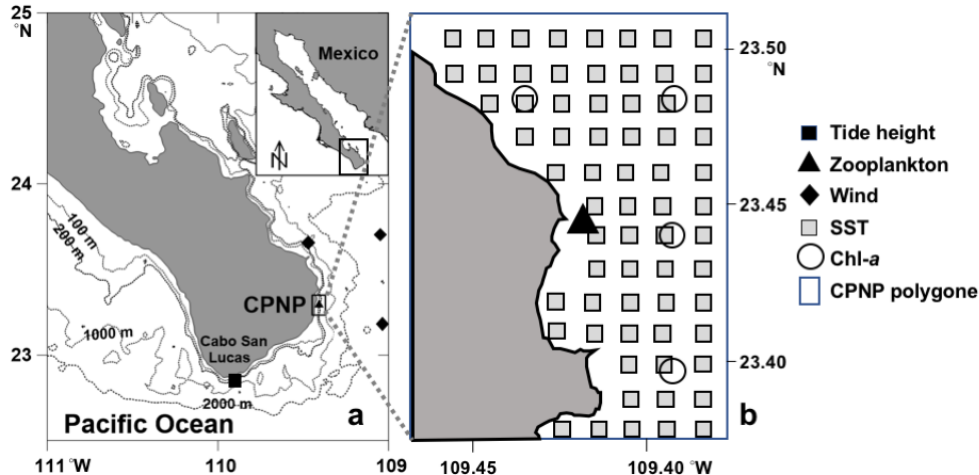 25
°N
24
23
111 °W
110
109
Mexico
N
100 m
200 m
1000 m
2000 m
CPNP
Cabo San
Lucas
Pacific Ocean
a
b
23.50
°N
23.45
23.40
109.45
109.40
Tide height
Zooplankton
Wind
SST
Chl-a
CPNP polygone